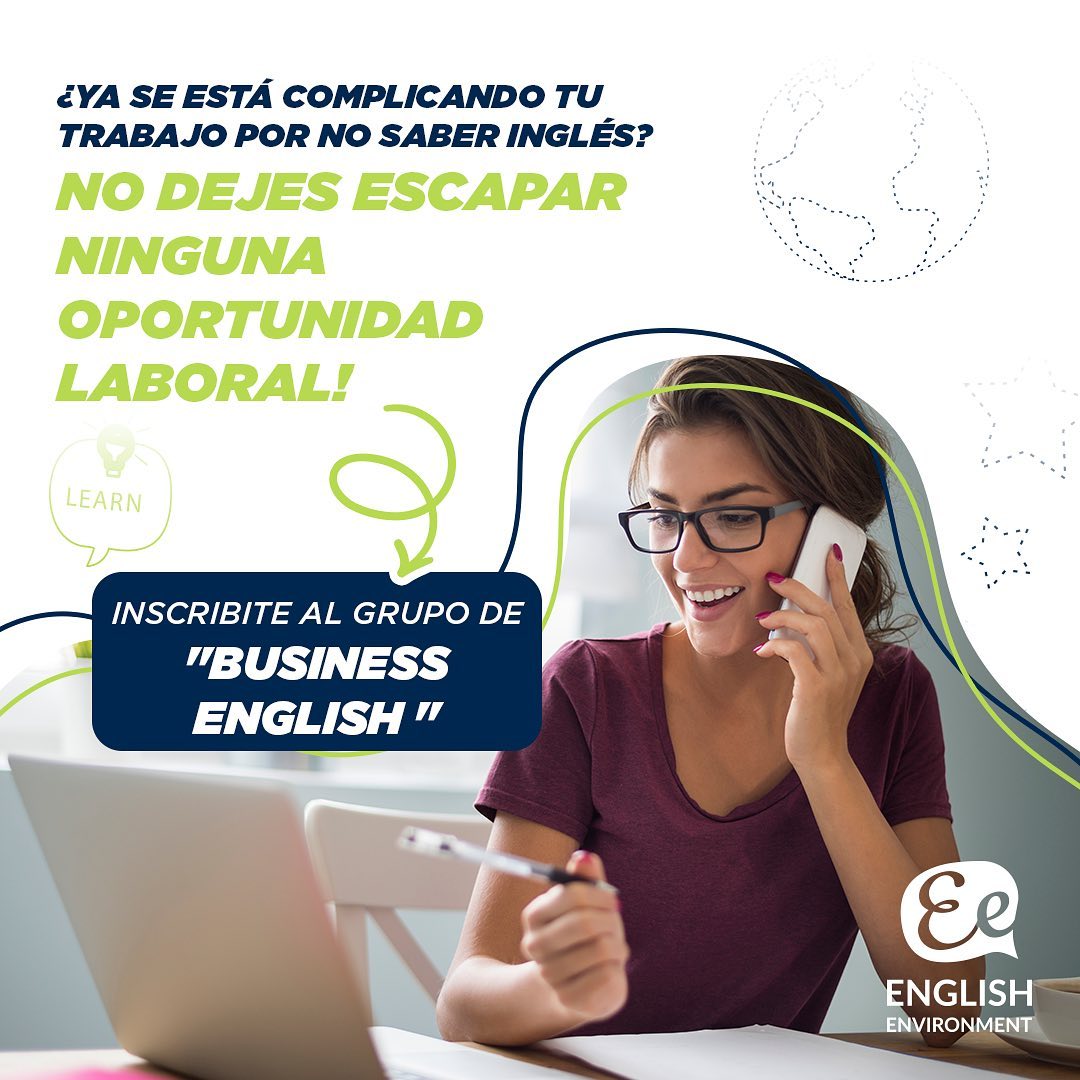 ¿YA SE ESTÁ COMPLICANDO TU
TRABAJO POR NO SABER INGLÉS?
NO DEJES ESCAPAR
NINGUNA
OPORTUNIDAD
LABORAL!
LEARN
INSCRIBITE AL GRUPO DE
"BUSINESS
ENGLISH "
Ee
ENGLISH
ENVIRONMENT